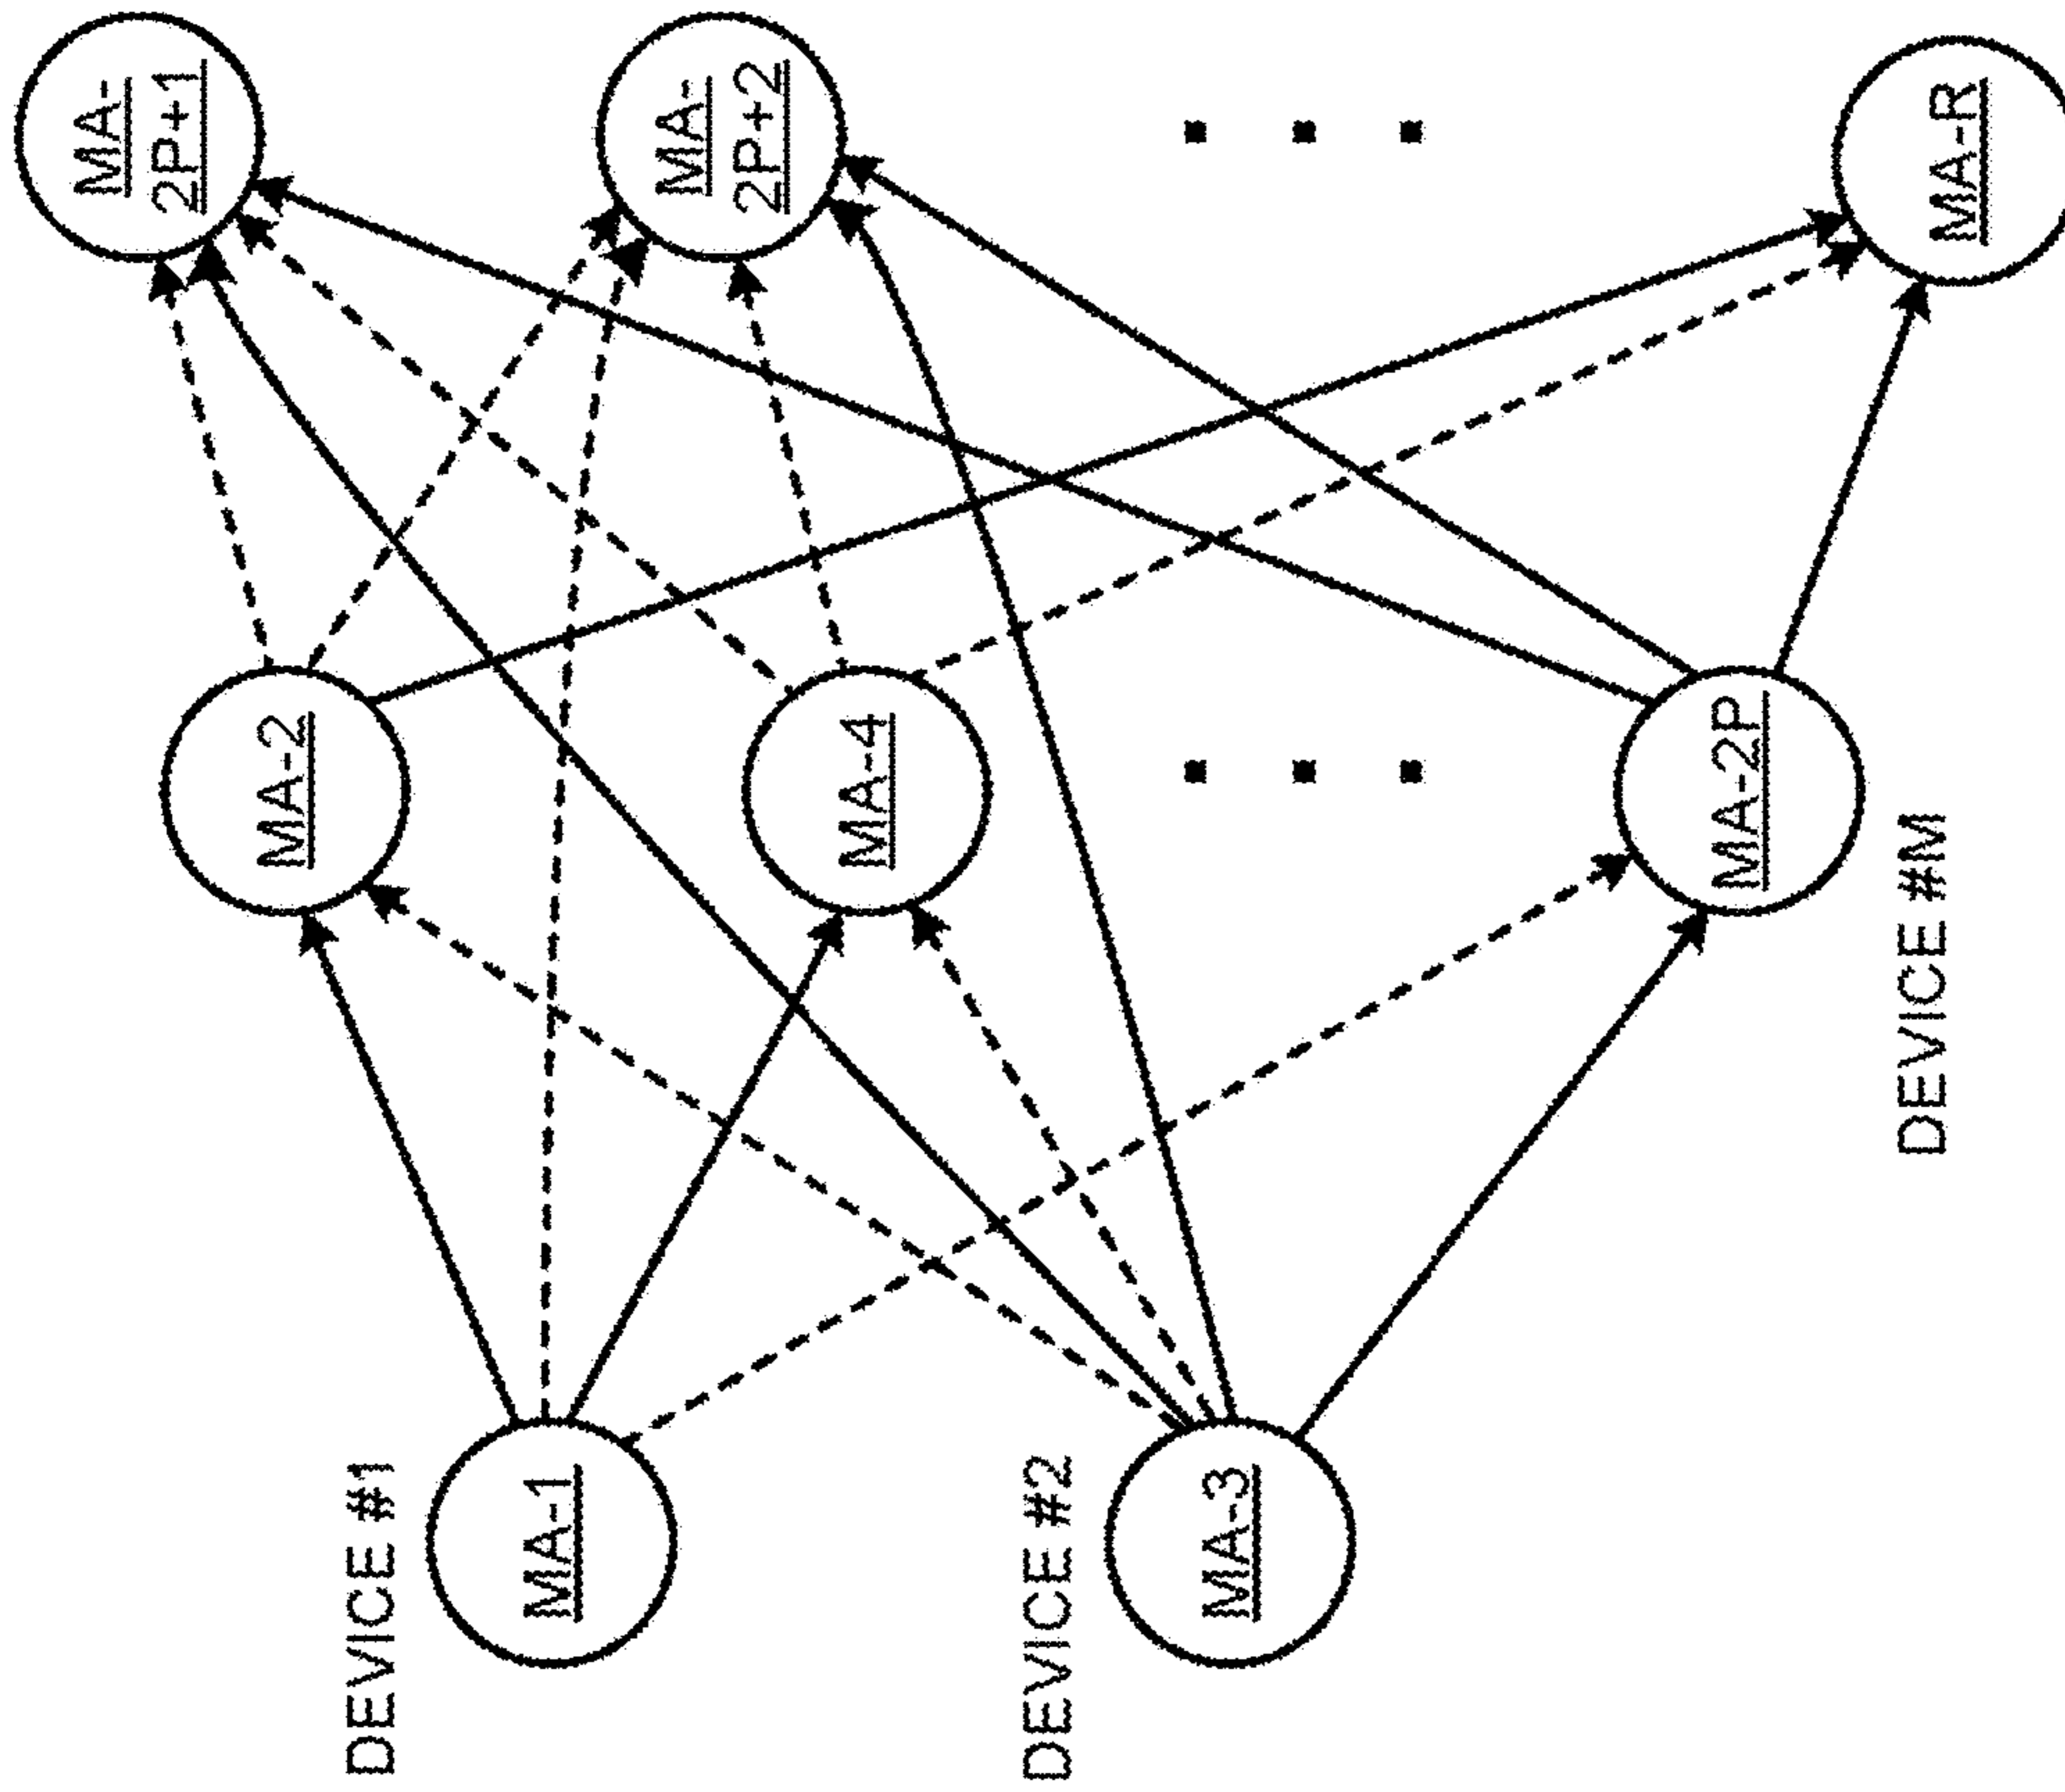 DEVICE #1
MA-1
DEVICE #2
MA-3
MA-2
MA-4
MA-2P
DEVICE #M
MA-
2P+1
MA-
2P+2
MA-R